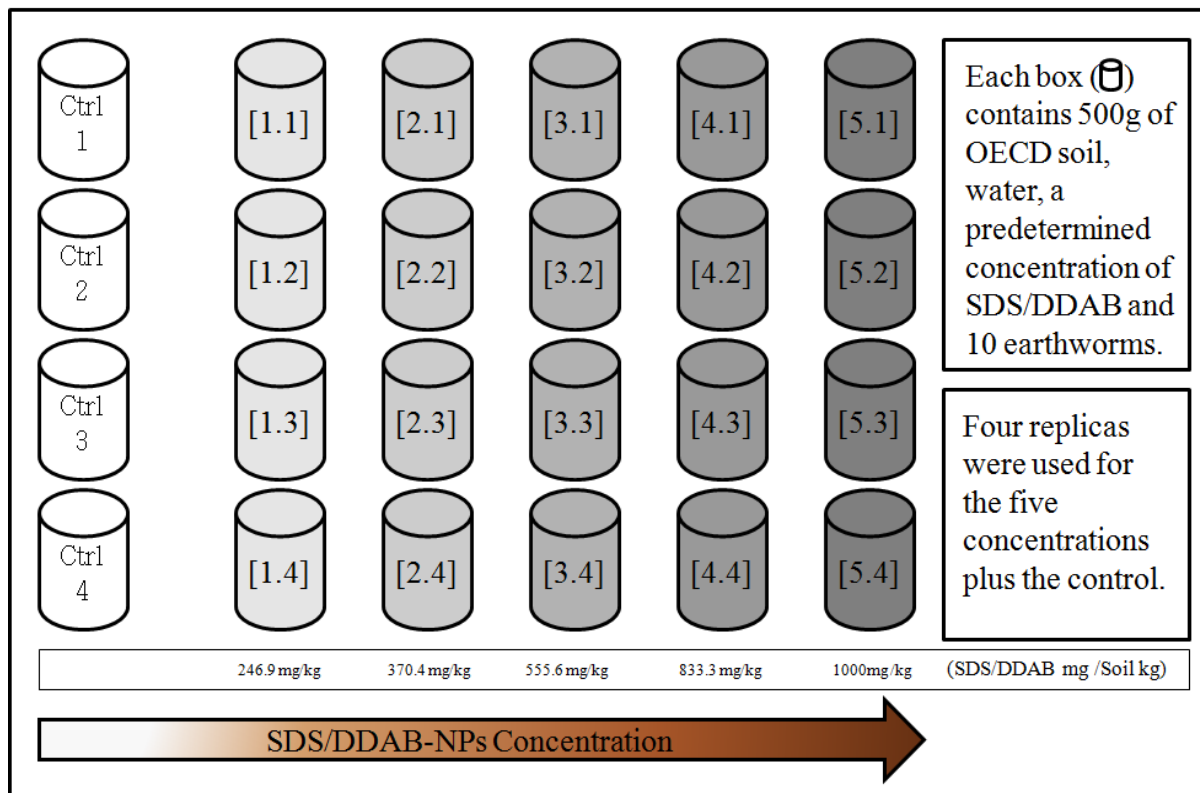 Ctrl
1
[1.1]
[2.1]
[3.1]
[4.1]
[5.1]
Ctrl
2
[1.2]
[2.2]
[3.2]
[4.2]
[5.2]
Ctrl
3
[1.3]
[2.3]
[3.3]
[4.3]
[5.3]
Ctrl
4
[1.4]
[2.4]
[3.4]
[4.4]
[5.4]
Each box ( )
contains 500g of
OECD soil,
water, a
predetermined
concentration of
SDS/DDAB and
10 earthworms.
Four replicas
were used for
the five
concentrations
plus the control.
246.9 mg/kg
370.4 mg/kg
555.6 mg/kg
833.3 mg/kg
1000mg/kg
(SDS/DDAB mg /Soil kg)
SDS/DDAB-NPs Concentration